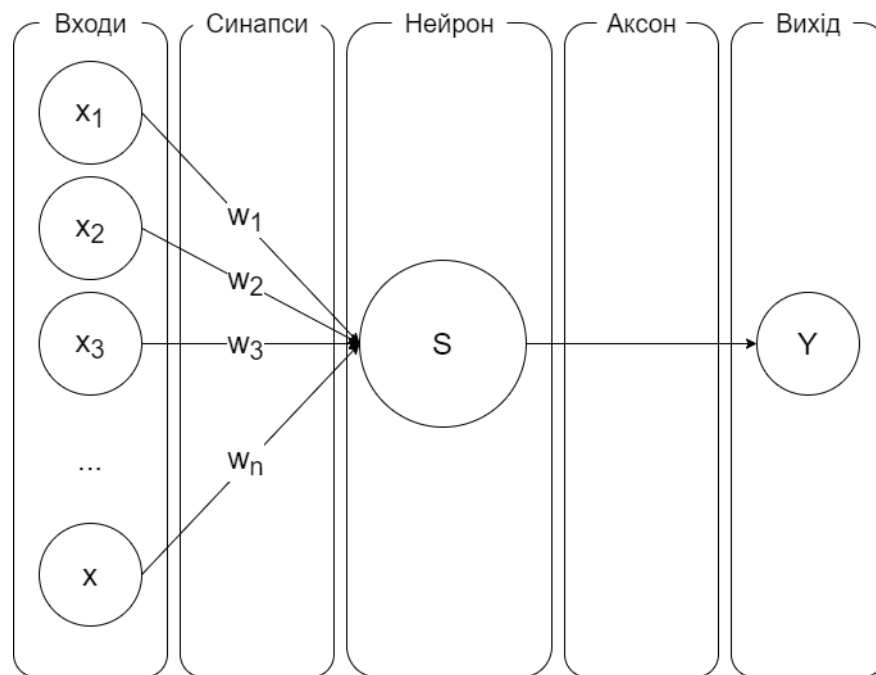 Входи Синапси Нейрон Аксон Вихід
x1
w1
x2
w2
x3 w3 S Y
...
wn
x